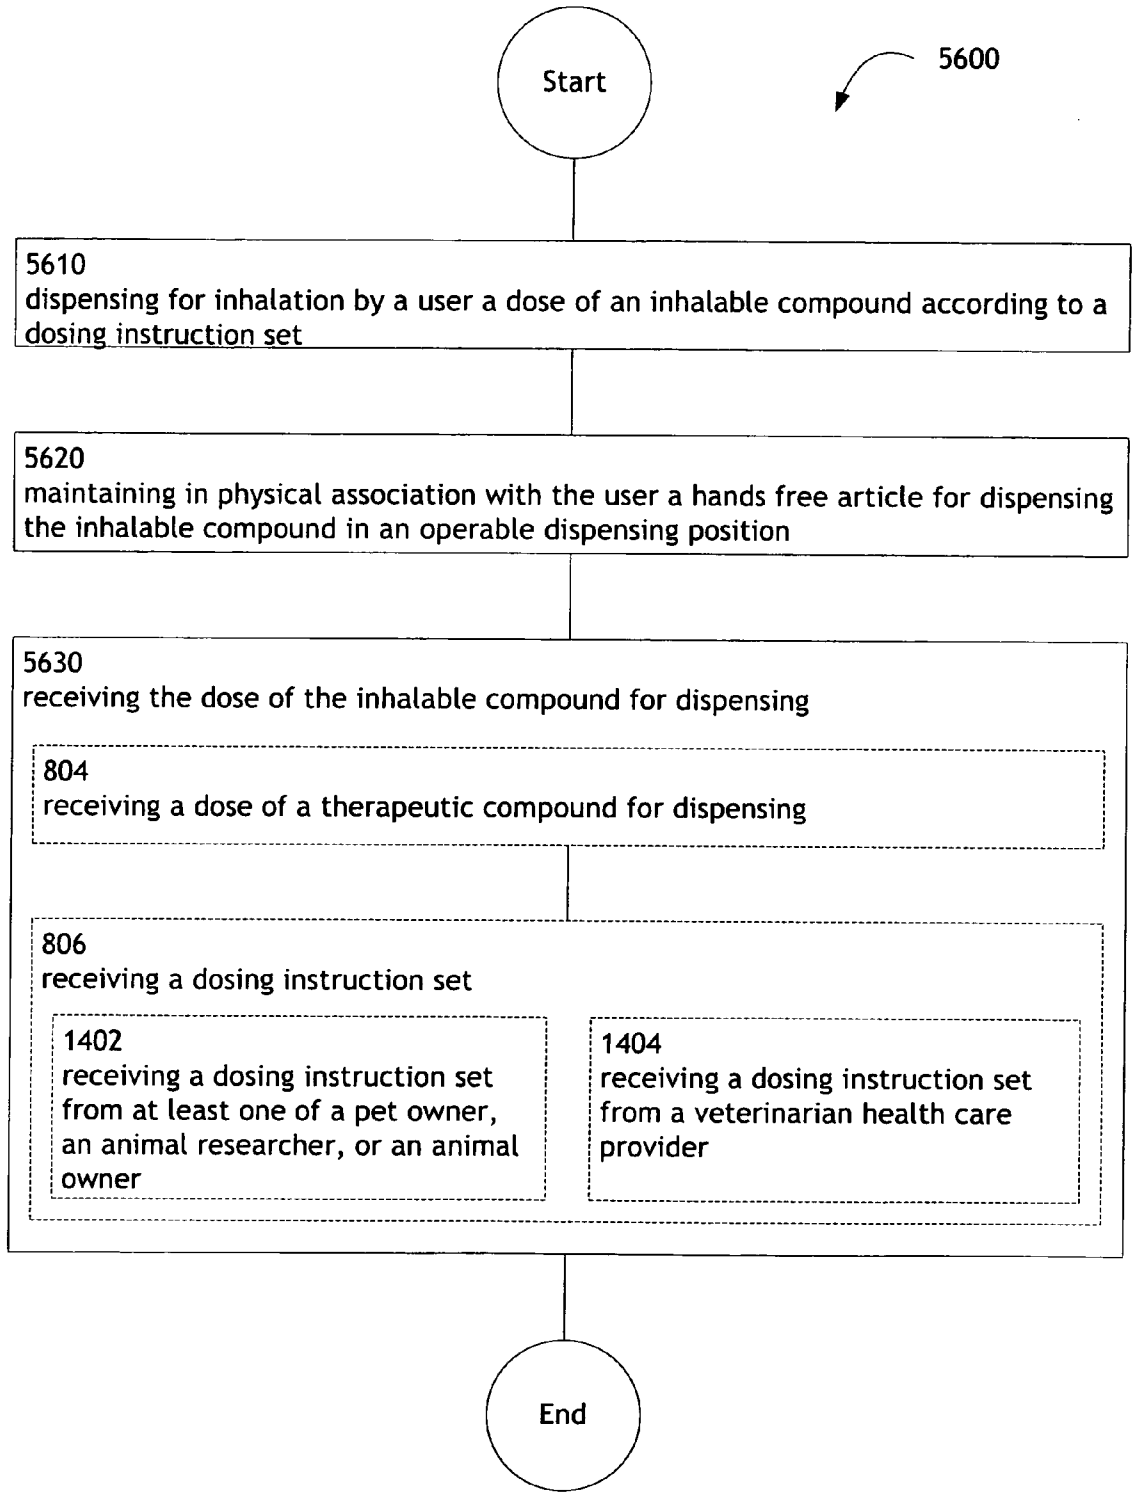 Start
5600
5610
dispensing for inhalation by a user a dose of an inhalable compound according to a
dosing instruction set
5620
maintaining in physical association with the user a hands free article for dispensing
the inhalable compound in an operable dispensing position
5630
receiving the dose of the inhalable compound for dispensing
804
receiving a dose of a therapeutic compound for dispensing
806
receiving a dosing instruction set
1402
receiving a dosing instruction set
from at least one of a pet owner,
an animal researcher, or an animal
owner
1404
receiving a dosing instruction set
from a veterinarian health care
provider
End